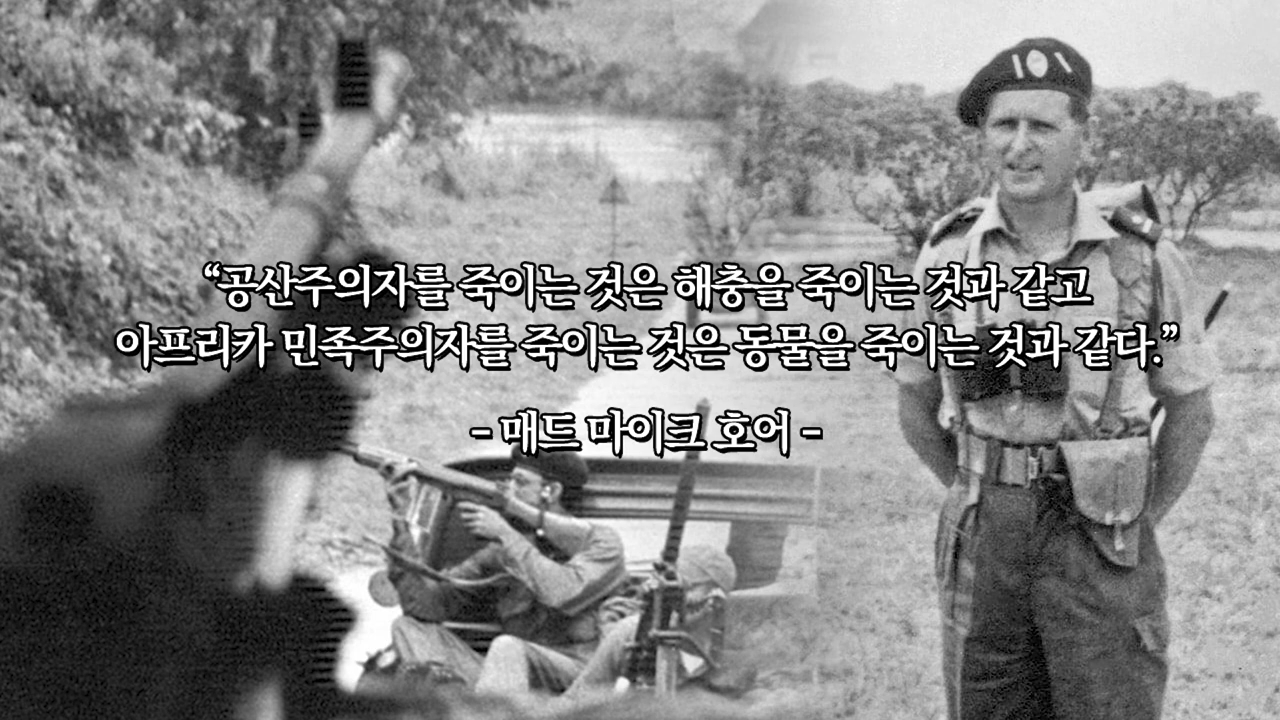 “공산주의자를 죽이는 것은 해충을 죽이는 것과 같고
아프리카 민족주의자를 죽이는 것은 동물을 죽이는 것과 같다.”
- 매드 마이크 호어 -